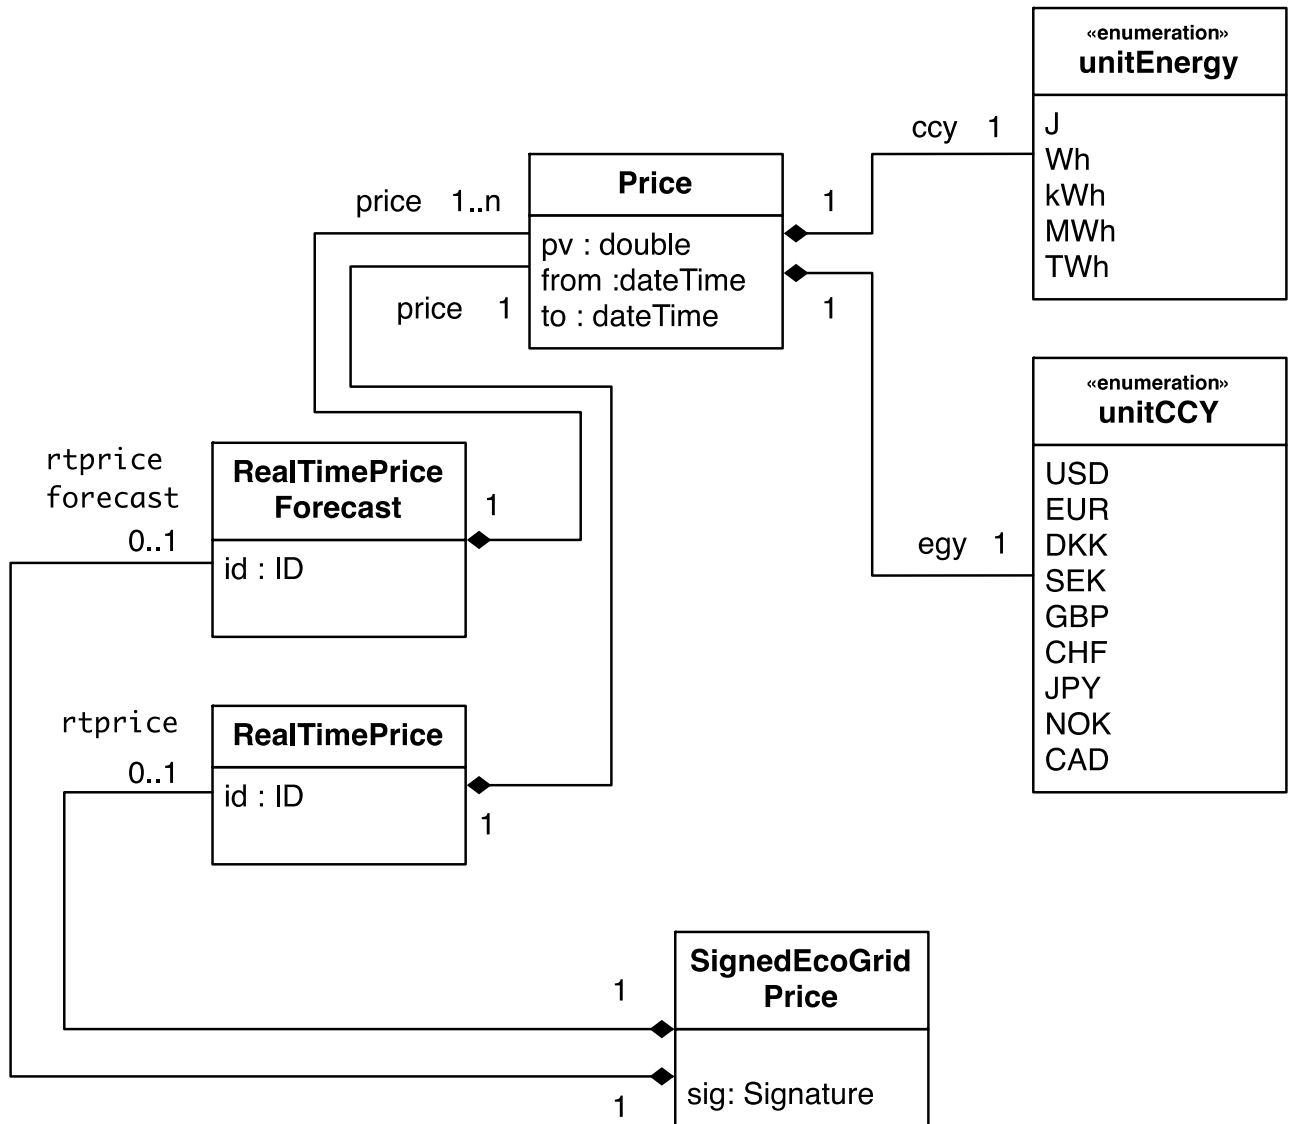 «enumeration»
unitEnergy
J
Wh
kWh
MWh
TWh
ccy 1
Price
pv : double
from :dateTime
to : dateTime
1
1
price 1..n
price 1
«enumeration»
unitCCY
USD
EUR
DKK
SEK
GBP
CHF
JPY
NOK
CAD
egy 1
rtprice
forecast
0..1
RealTimePrice
Forecast
id : ID
1
rtprice
0..1
RealTimePrice
id : ID
1
SignedEcoGrid
Price
sig: Signature
1
1